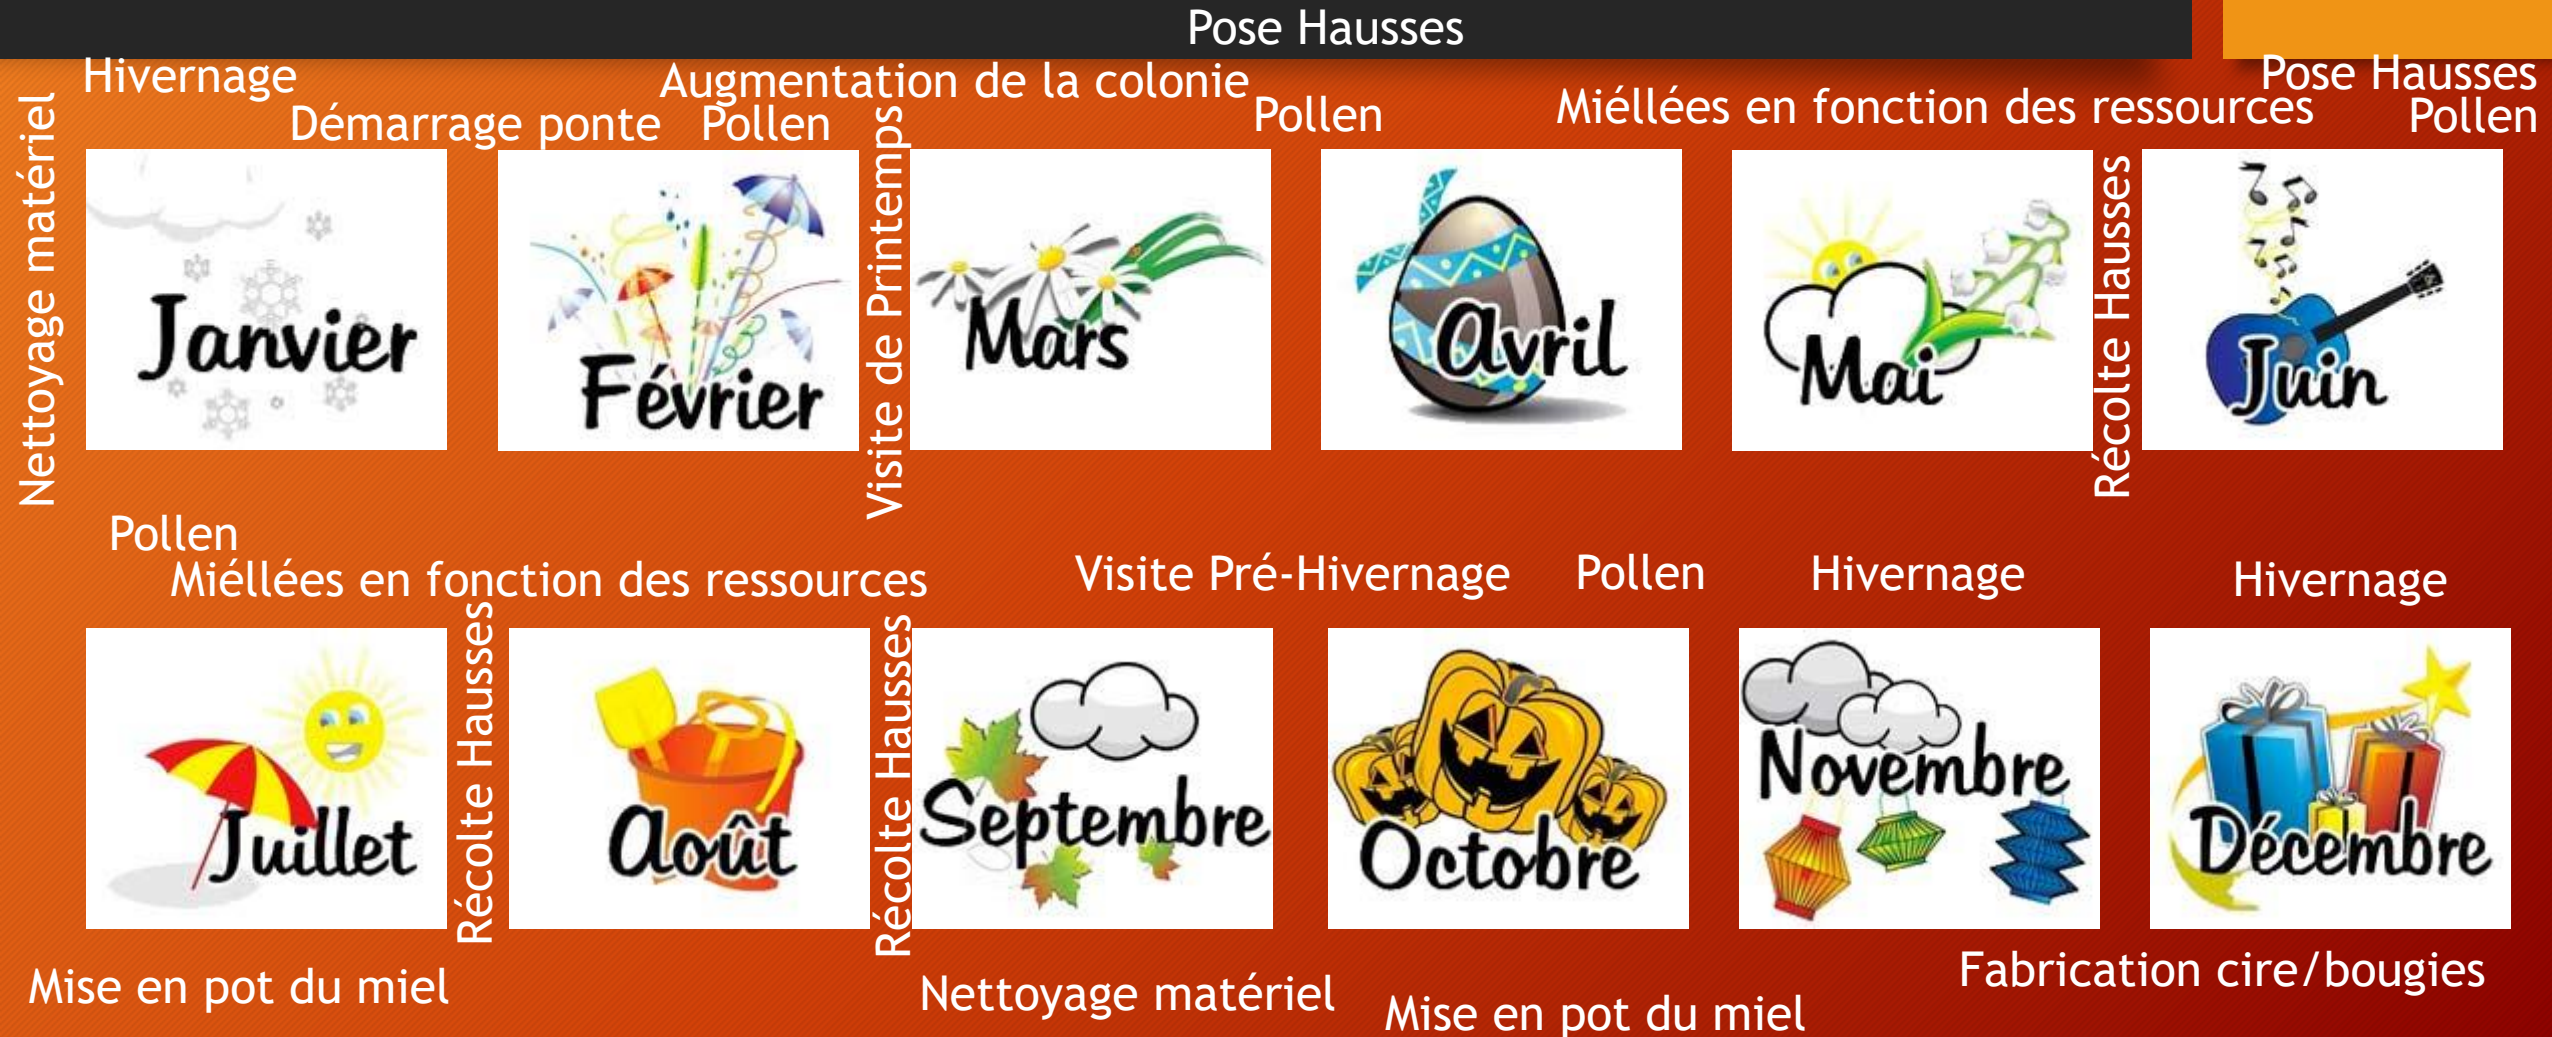 Pose Hausses
Hivernage
Augmentation de la colonie
Pose Hausses
Démarrage ponte
Pollen
Pollen
Miéllées en fonction des ressources
Pollen
Nettoyage matériel
Janvier
Février
Visite de Printemps
Mars
Avril
Mai
Récolte Hausses
Juin
Pollen
Miéllées en fonction des ressources
Visite Pré-Hivernage
Pollen
Hivernage
Hivernage
Juillet
Récolte Hausses
Août
Récolte Hausses
Septembre
Octobre
Novembre
Décembre
Mise en pot du miel
Nettoyage matériel
Mise en pot du miel
Fabrication cire/bougies